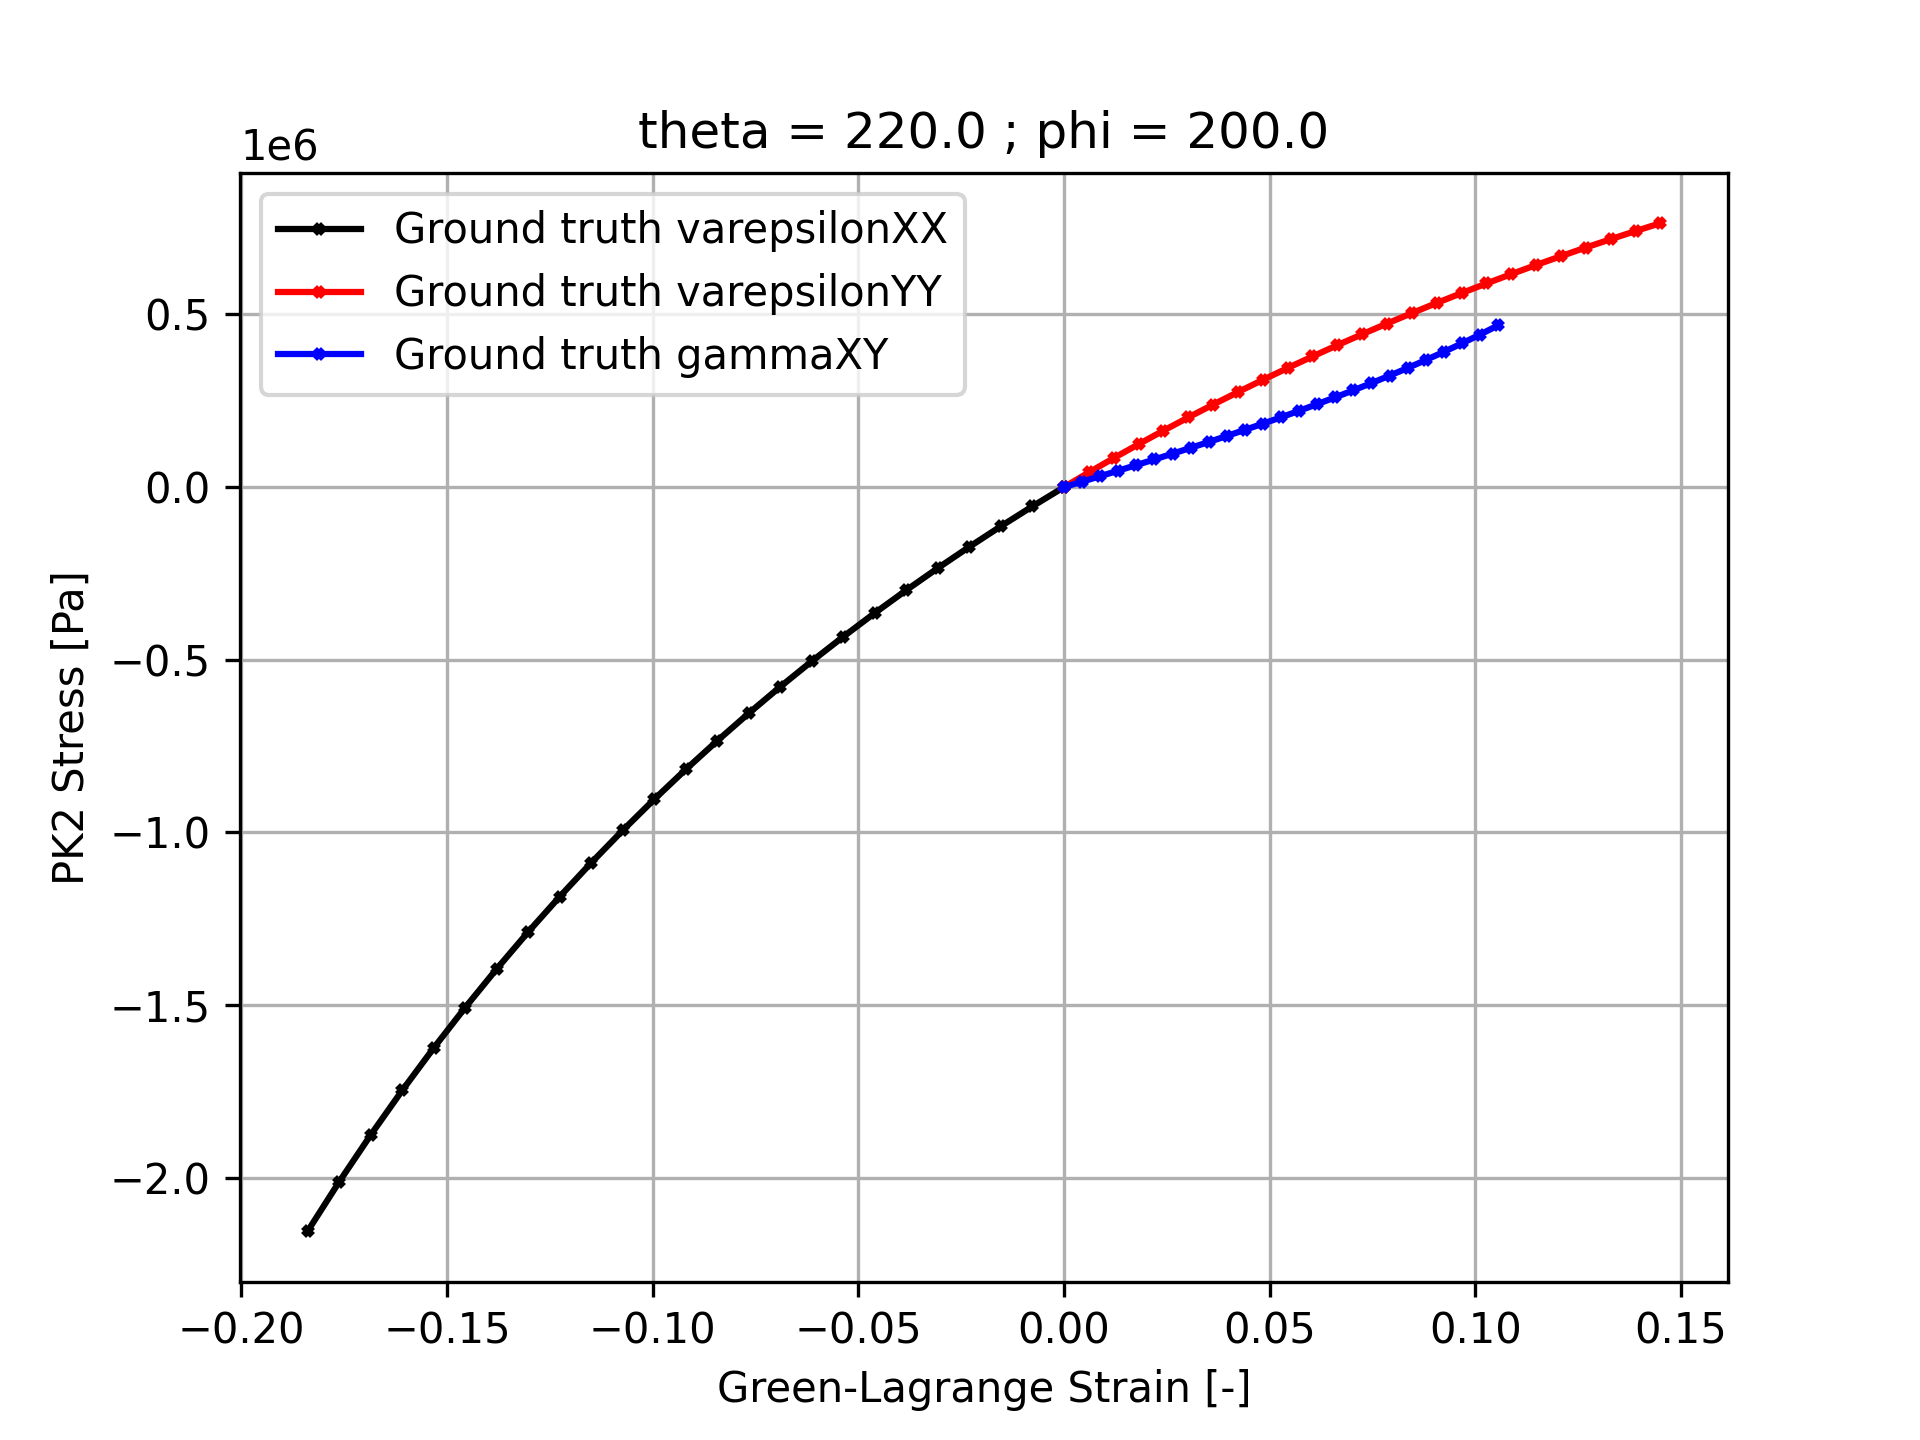 theta = 220.0 ; phi = 200.0
1e6
Ground truth varepsilonXX
Ground truth varepsilonYY
Ground truth gammaXY
0.5
0.0
−0.5
−1.0
−1.5
−2.0
PK2 Stress [Pa]
−0.20 −0.15 −0.10 −0.05 0.00 0.05 0.10 0.15
Green-Lagrange Strain [-]